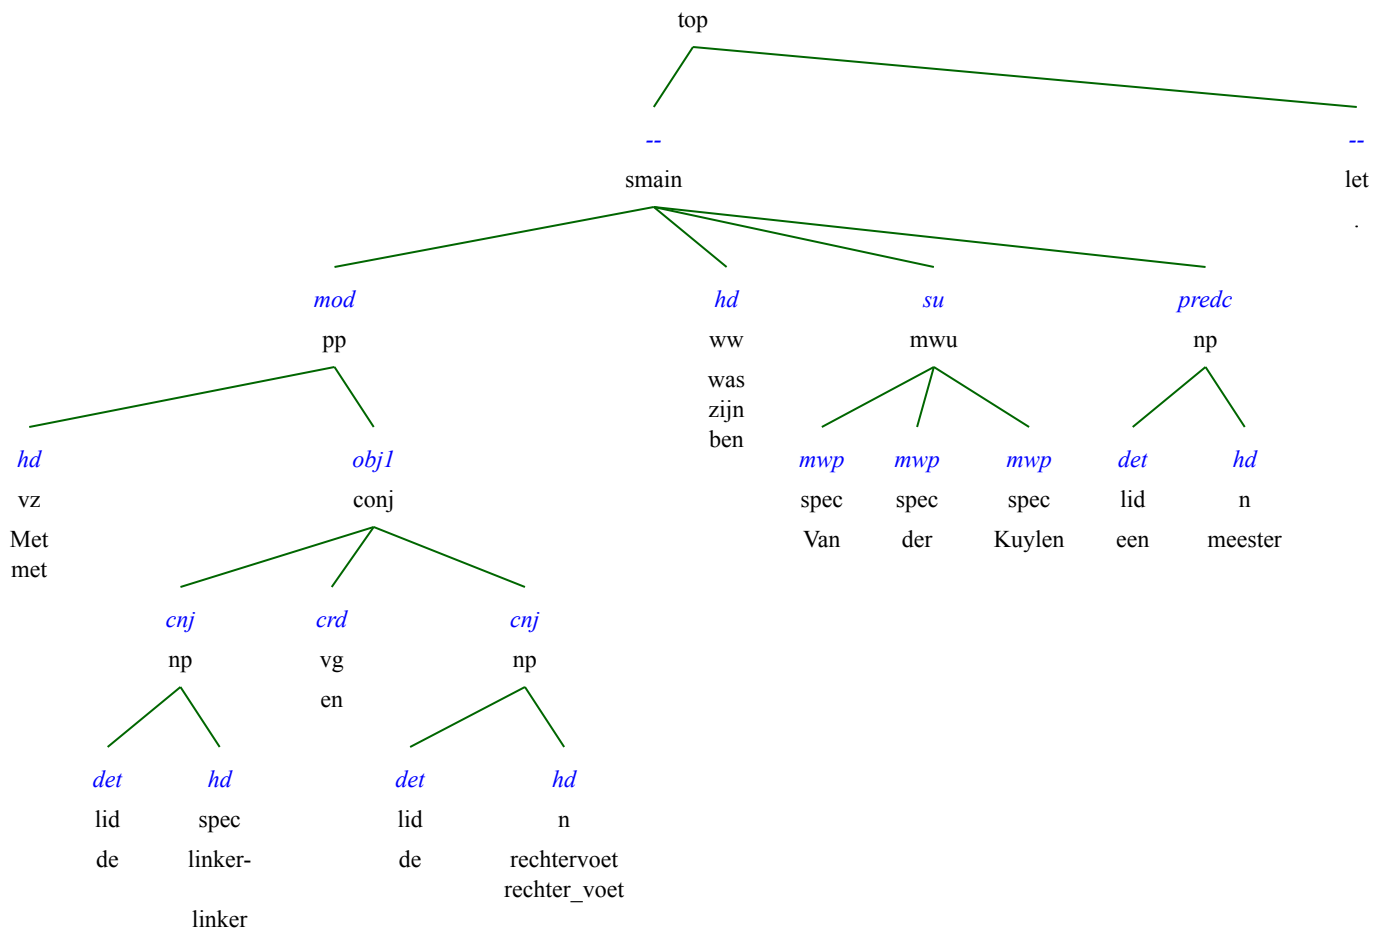 top
-- --
smain let
.
mod hd su predc
pp ww mwu np
was
zijn
ben
hd obj1 mwp mwp mwp det hd
vz conj spec spec spec lid n
Met Van der Kuylen een meester
met
cnj crd cnj
np vg np
en
det hd det hd
lid spec lid n
de linker- de rechtervoet
rechter_voet
linker